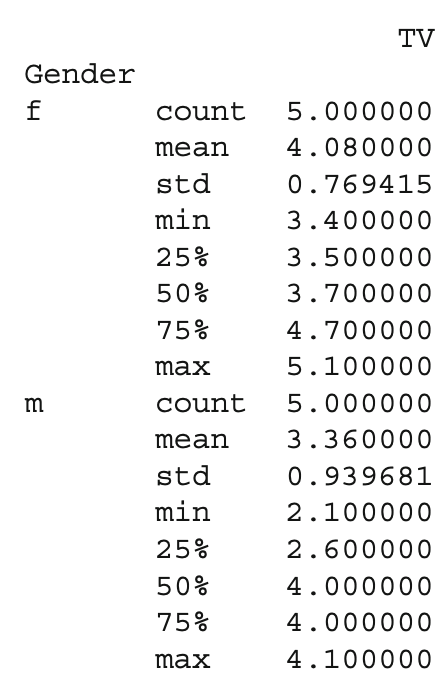 TV
Gender
f count 5.000000
mean 4.080000
std 0.769415
min 3.400000
25% 3.500000
50% 3.700000
75% 4.700000
max 5.100000
m count 5.000000
mean 3.360000
std 0.939681
min 2.100000
25% 2.600000
50% 4.000000
75% 4.000000
max 4.100000